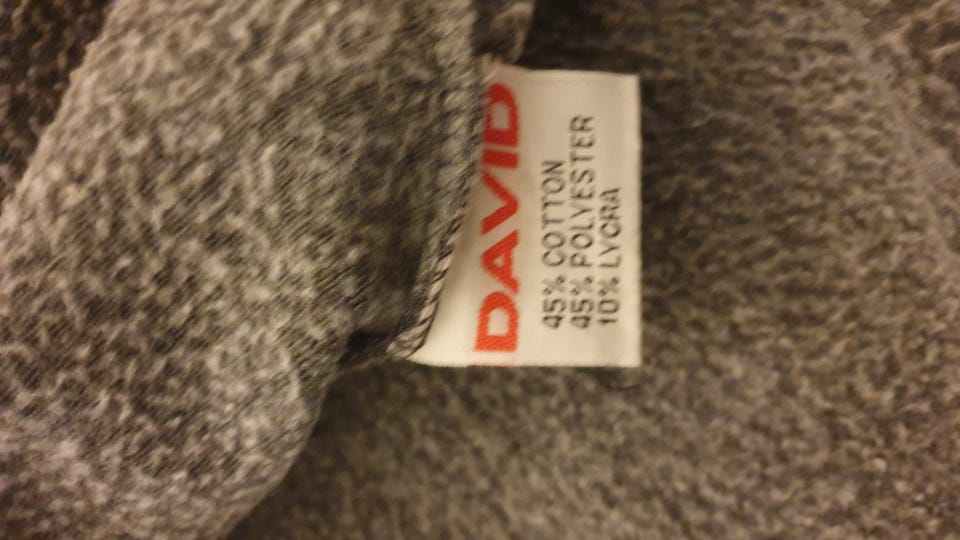 DAVID
45% COTTON
45% POLYESTER
10% LYCRA